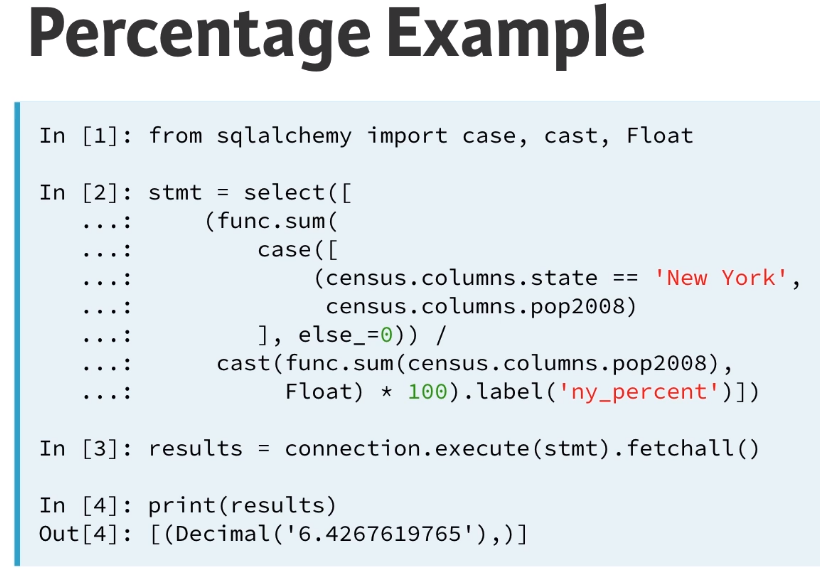 Percentage Example
In [1]: from sqlalchemy import case, cast, Float
In [2]: stmt = select([
   ...:     (func.sum(
   ...:         case([
   ...:             (census.columns.state == 'New York',
   ...:              census.columns.pop2008)
   ...:         ], else_=0)) /
   ...:      cast(func.sum(census.columns.pop2008),
   ...:           Float) * 100).label('ny_percent')])
In [3]: results = connection.execute(stmt).fetchall()
In [4]: print(results)
Out[4]: [(Decimal('6.4267619765'),)]